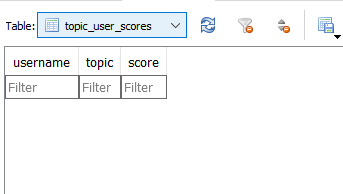 Table: topic_user_scores
username topic score
Filter Filter Filter